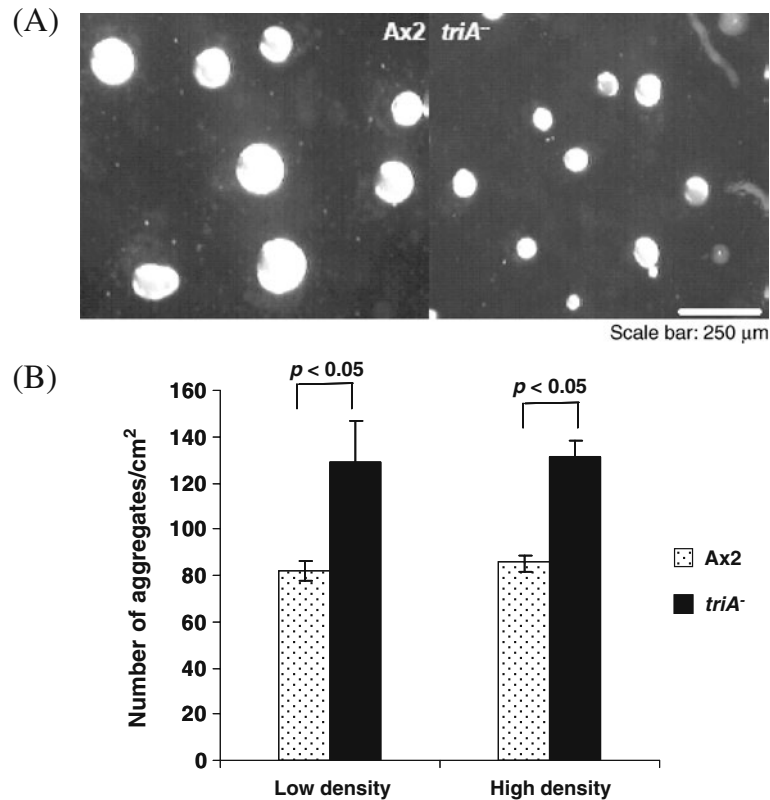 (A)
Ax2 triA⁻
Scale bar: 250 μm
(B)
p < 0.05
p < 0.05
160
140
120
100
80
60
40
20
0
Number of aggregates/cm²
Low density
High density
Ax2
triA⁻